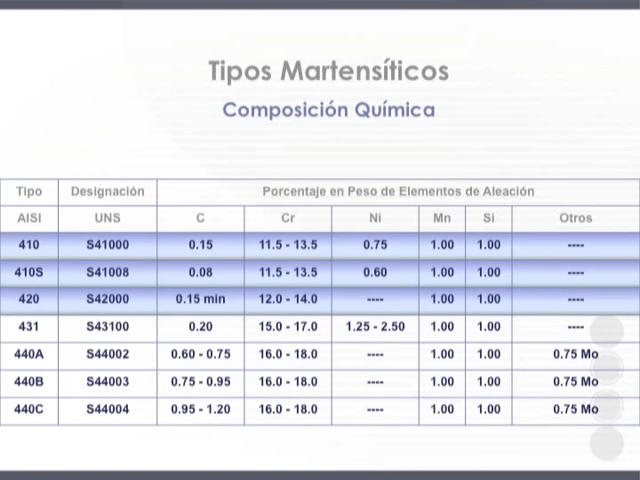 Tipos Martensíticos
Composición Química
Tipo Designación Porcentaje en Peso de Elementos de Aleación
AISI UNS C Cr Ni Mn Si Otros
410 S41000 0.15 11.5 - 13.5 0.75 1.00 1.00 ----
410S S41008 0.08 11.5 - 13.5 0.60 1.00 1.00 ----
420 S42000 0.15 min 12.0 - 14.0 ---- 1.00 1.00 ----
431 S43100 0.20 15.0 - 17.0 1.25 - 2.50 1.00 1.00 ----
440A S44002 0.60 - 0.75 16.0 - 18.0 ---- 1.00 1.00 0.75 Mo
440B S44003 0.75 - 0.95 16.0 - 18.0 ---- 1.00 1.00 0.75 Mo
440C S44004 0.95 - 1.20 16.0 - 18.0 ---- 1.00 1.00 0.75 Mo